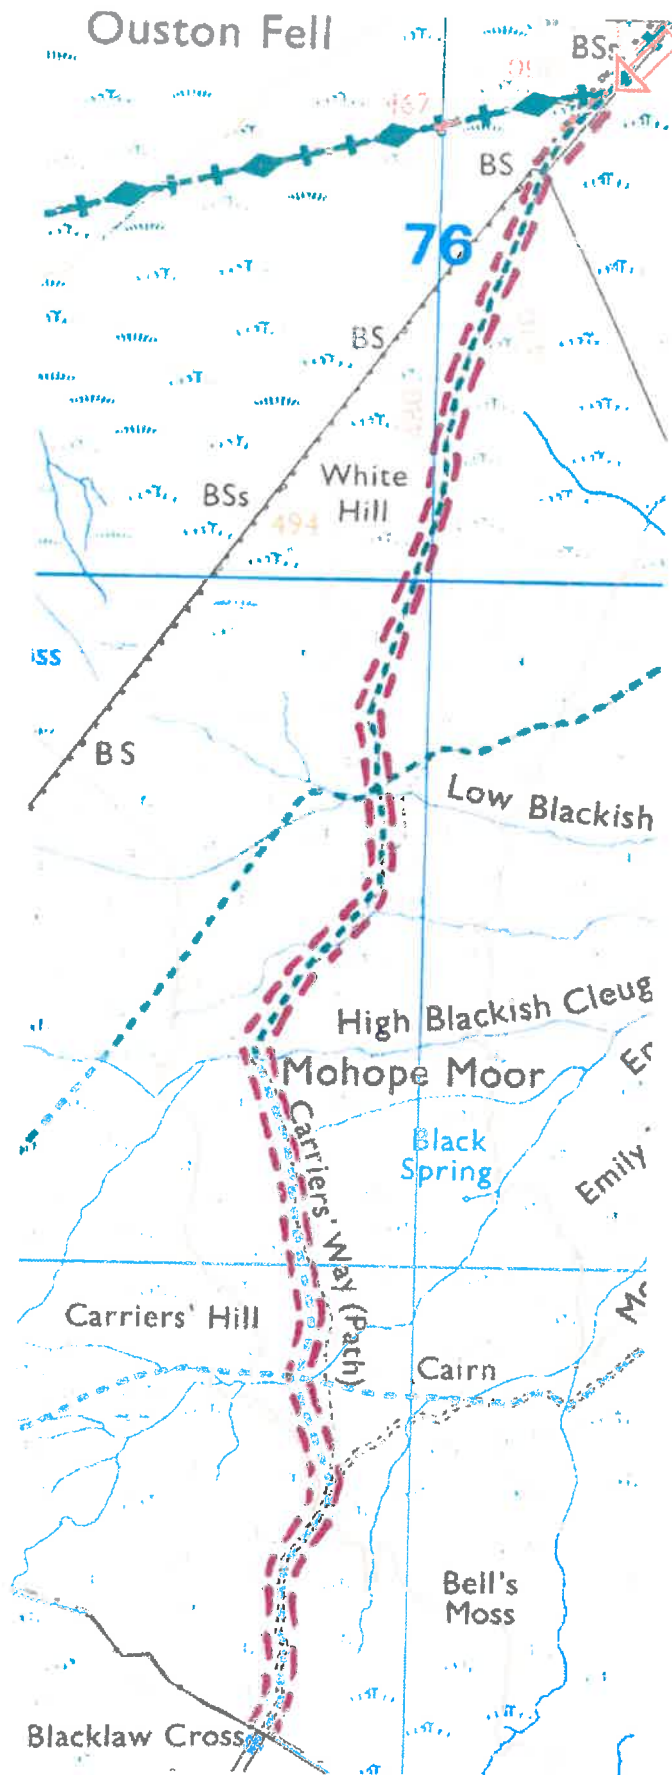 Ouston Fell
BSs
467
BS
76
BS
White
Hill
BSs
494
BS
Low Blackish
High Blackish Cleug
Mohope Moor
Carriers' Way (Path)
Black
Spring
Emily
Carriers' Hill
Cairn
Bell's
Moss
Blacklaw Cross